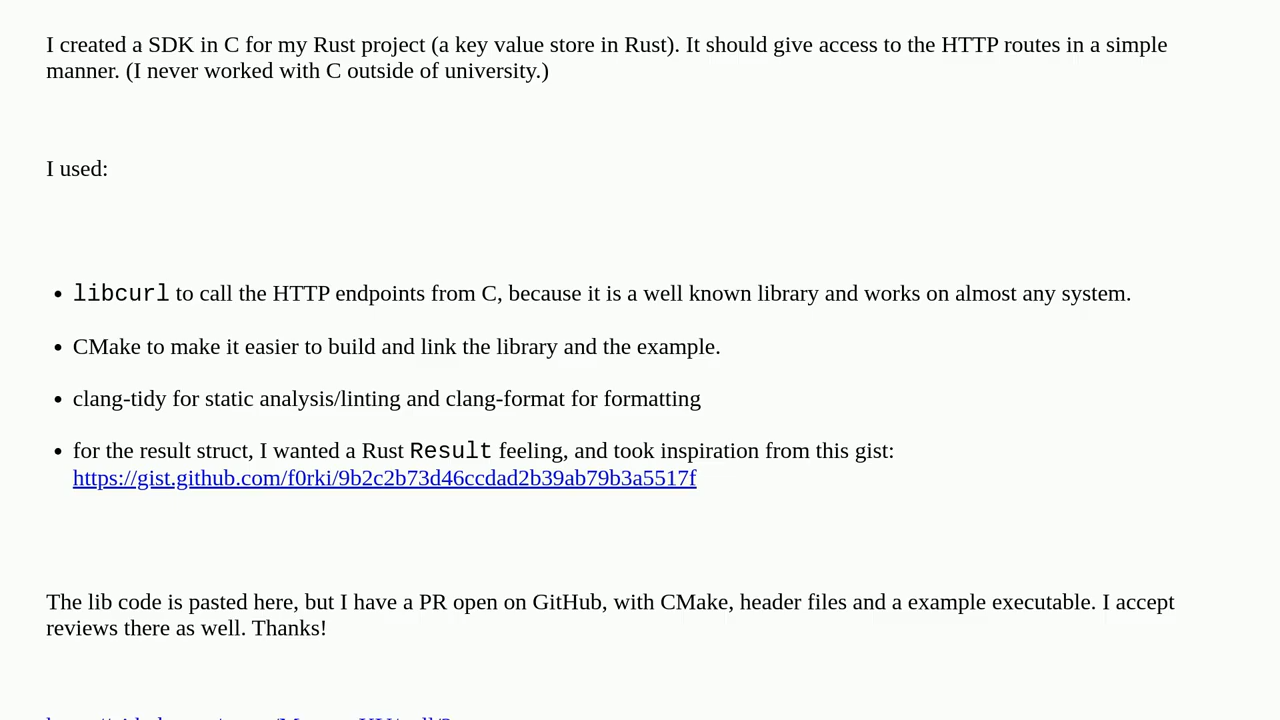 I created a SDK in C for my Rust project (a key value store in Rust). It should give access to the HTTP routes in a simple
manner. (I never worked with C outside of university.)
I used:
• libcurl to call the HTTP endpoints from C, because it is a well known library and works on almost any system.
• CMake to make it easier to build and link the library and the example.
• clang-tidy for static analysis/linting and clang-format for formatting
• for the result struct, I wanted a Rust Result feeling, and took inspiration from this gist:
https://gist.github.com/f0rki/9b2c2b73d46ccdad2b39ab79b3a5517f
The lib code is pasted here, but I have a PR open on GitHub, with CMake, header files and a example executable. I accept
reviews there as well. Thanks!